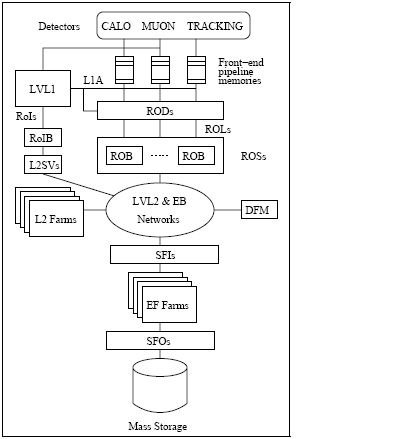 Detectors
CALO MUON TRACKING
Front-end
pipeline
memories
LVL1
L1A
RoIs
RODs
ROLs
RoIB
ROB ..... ROB
ROSs
L2SVs
LVL2 & EB
Networks
L2 Farms
DFM
SFIs
EF Farms
SFOs
Mass Storage